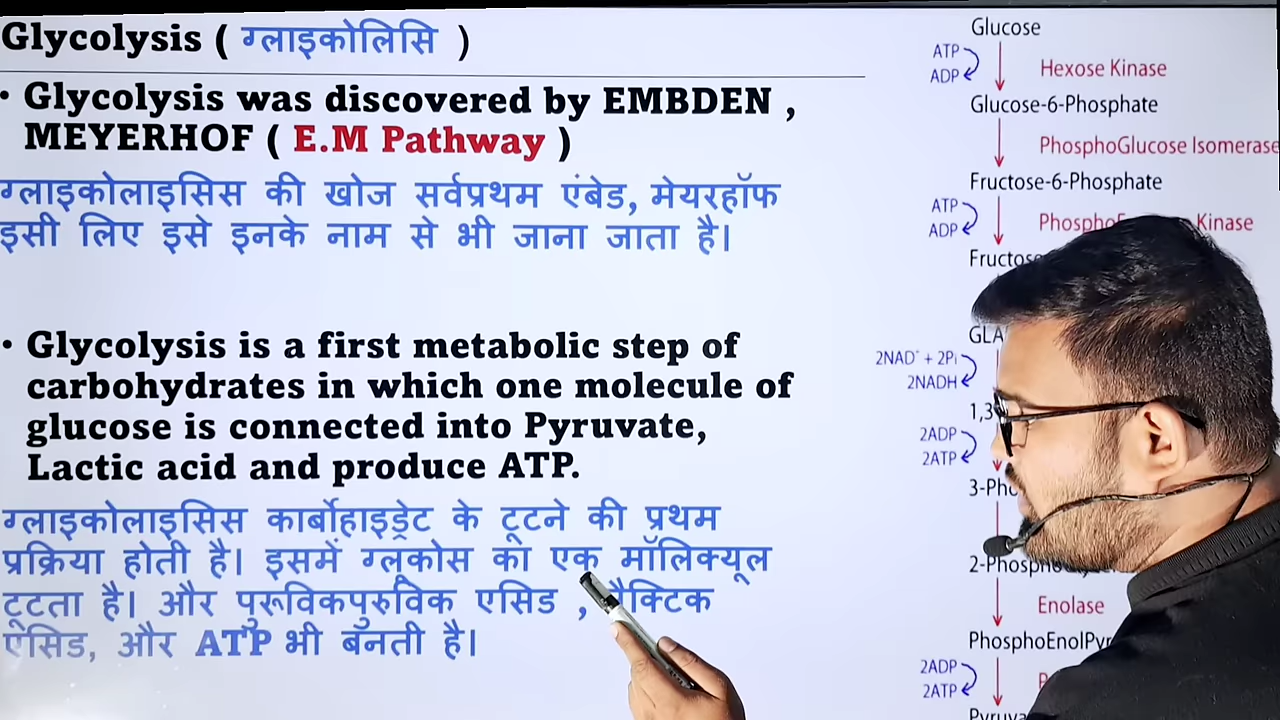 Glycolysis ( ग्लाइकोलिसि )
• Glycolysis was discovered by EMBDEN ,
MEYERHOF ( E.M Pathway )
ग्लाइकोलाइसिस की खोज सर्वप्रथम एंबेड, मेयरहॉफ
इसी लिए इसे इनके नाम से भी जाना जाता है।
• Glycolysis is a first metabolic step of
carbohydrates in which one molecule of
glucose is connected into Pyruvate,
Lactic acid and produce ATP.
ग्लाइकोलाइसिस कार्बोहाइड्रेट के टूटने की प्रथम
प्रक्रिया होती है। इसमें ग्लूकोस का एक मॉलिक्यूल
टूटता है। और पुरूविकपुरुविक एसिड ,
एसिड, और ATP भी बनती है।
Glucose
ATP
ADP
Hexose Kinase
Glucose-6-Phosphate
PhosphoGlucose Isomerase
Fructose-6-Phosphate
ATP
ADP
Kinase
2NAD⁺ + 2Pi
2NADH
2ADP
2ATP
Enolase
2ADP
2ATP